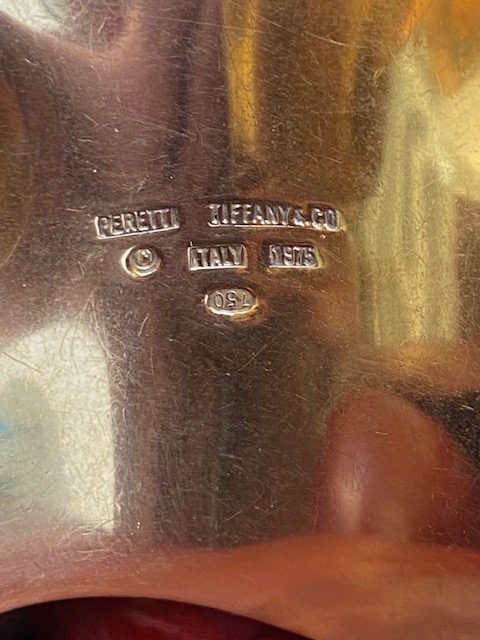 PERETTI TIFFANY & CO
© ITALY 1975
750